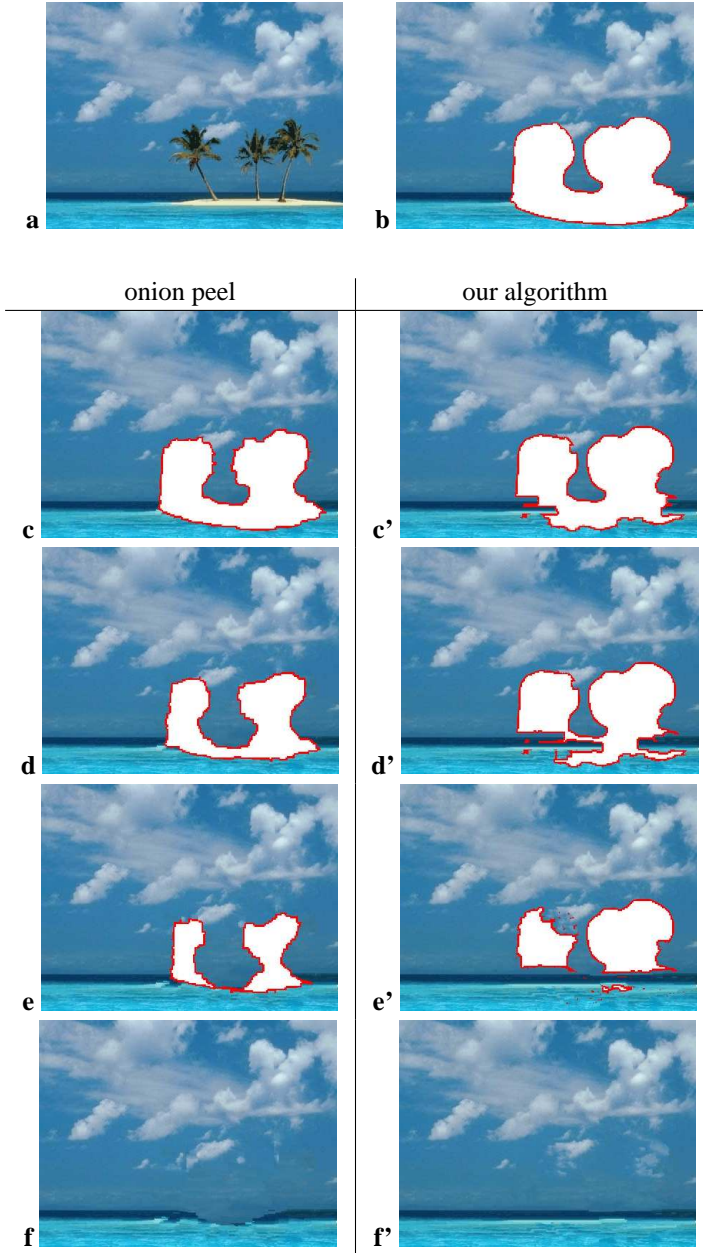 a b
onion peel our algorithm
c c’
d d’
e e’
f f’